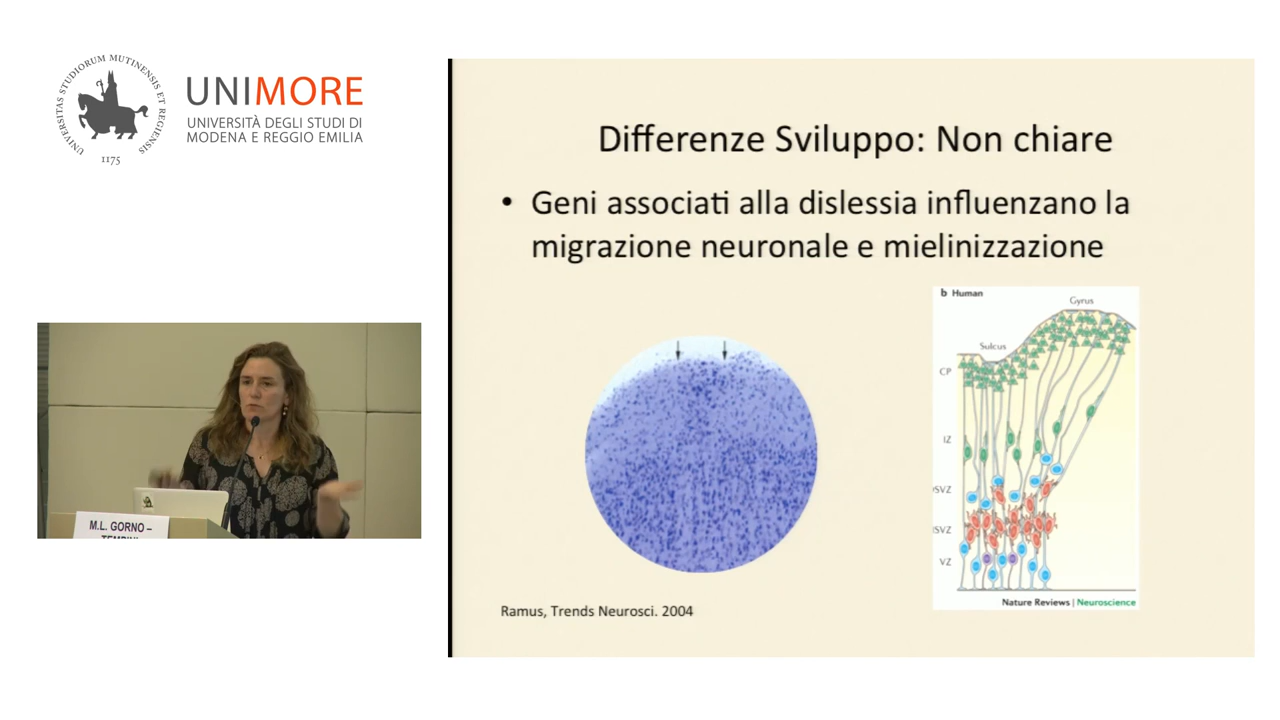 UNIVERSITAS STUDIORUM MUTINENSIS ET REGIENSIS
1175
UNIMORE
UNIVERSITÀ DEGLI STUDI DI
MODENA E REGGIO EMILIA
M.L. GORNO –
Differenze Sviluppo: Non chiare
• Geni associati alla dislessia influenzano la
migrazione neuronale e mielinizzazione
b Human
Gyrus
Sulcus
CP
IZ
SVZ
ISVZ
VZ
Nature Reviews | Neuroscience
Ramus, Trends Neurosci. 2004